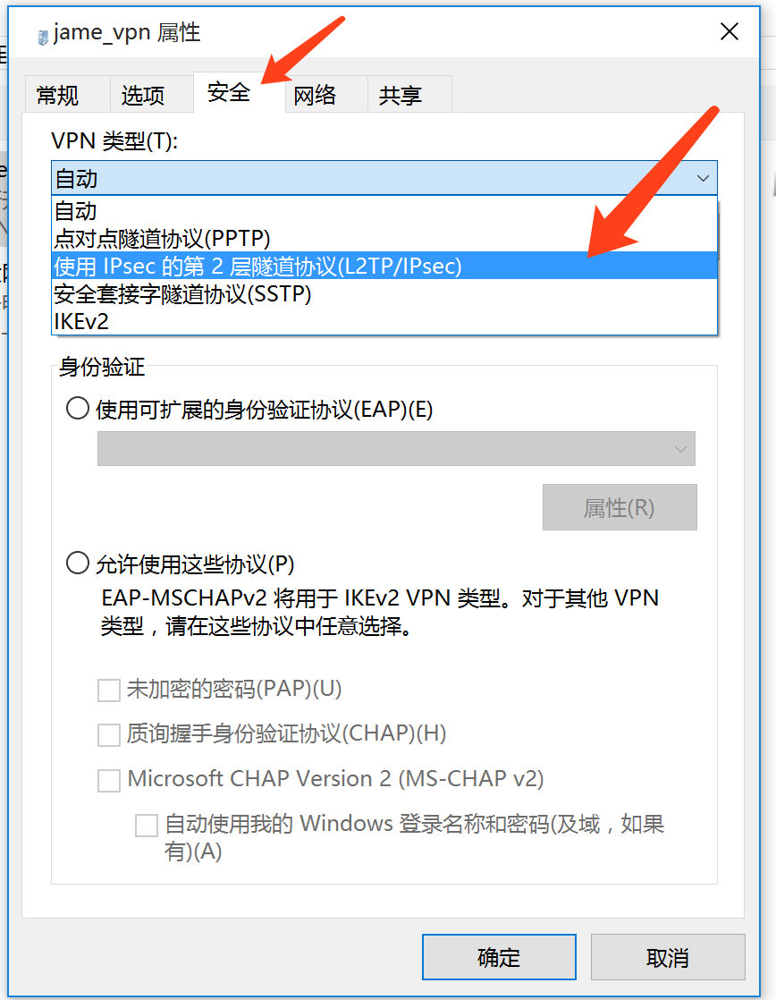 jame_vpn 属性
常规
选项
安全
网络
共享
VPN 类型(T):
自动
自动
点对点隧道协议(PPTP)
使用 IPsec 的第 2 层隧道协议(L2TP/IPsec)
安全套接字隧道协议(SSTP)
IKEv2
身份验证
使用可扩展的身份验证协议(EAP)(E)
属性(R)
允许使用这些协议(P)
EAP-MSCHAPv2 将用于 IKEv2 VPN 类型。对于其他 VPN
类型，请在这些协议中任意选择。
未加密的密码(PAP)(U)
质询握手身份验证协议(CHAP)(H)
Microsoft CHAP Version 2 (MS-CHAP v2)
自动使用我的 Windows 登录名称和密码(及域，如果
有)(A)
确定
取消